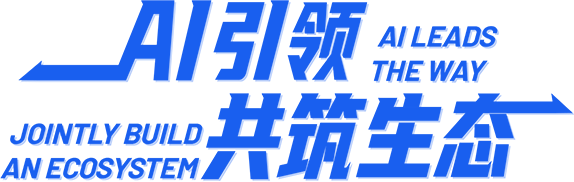 AI引领
AI LEADS
THE WAY
JOINTLY BUILD
AN ECOSYSTEM
共筑生态